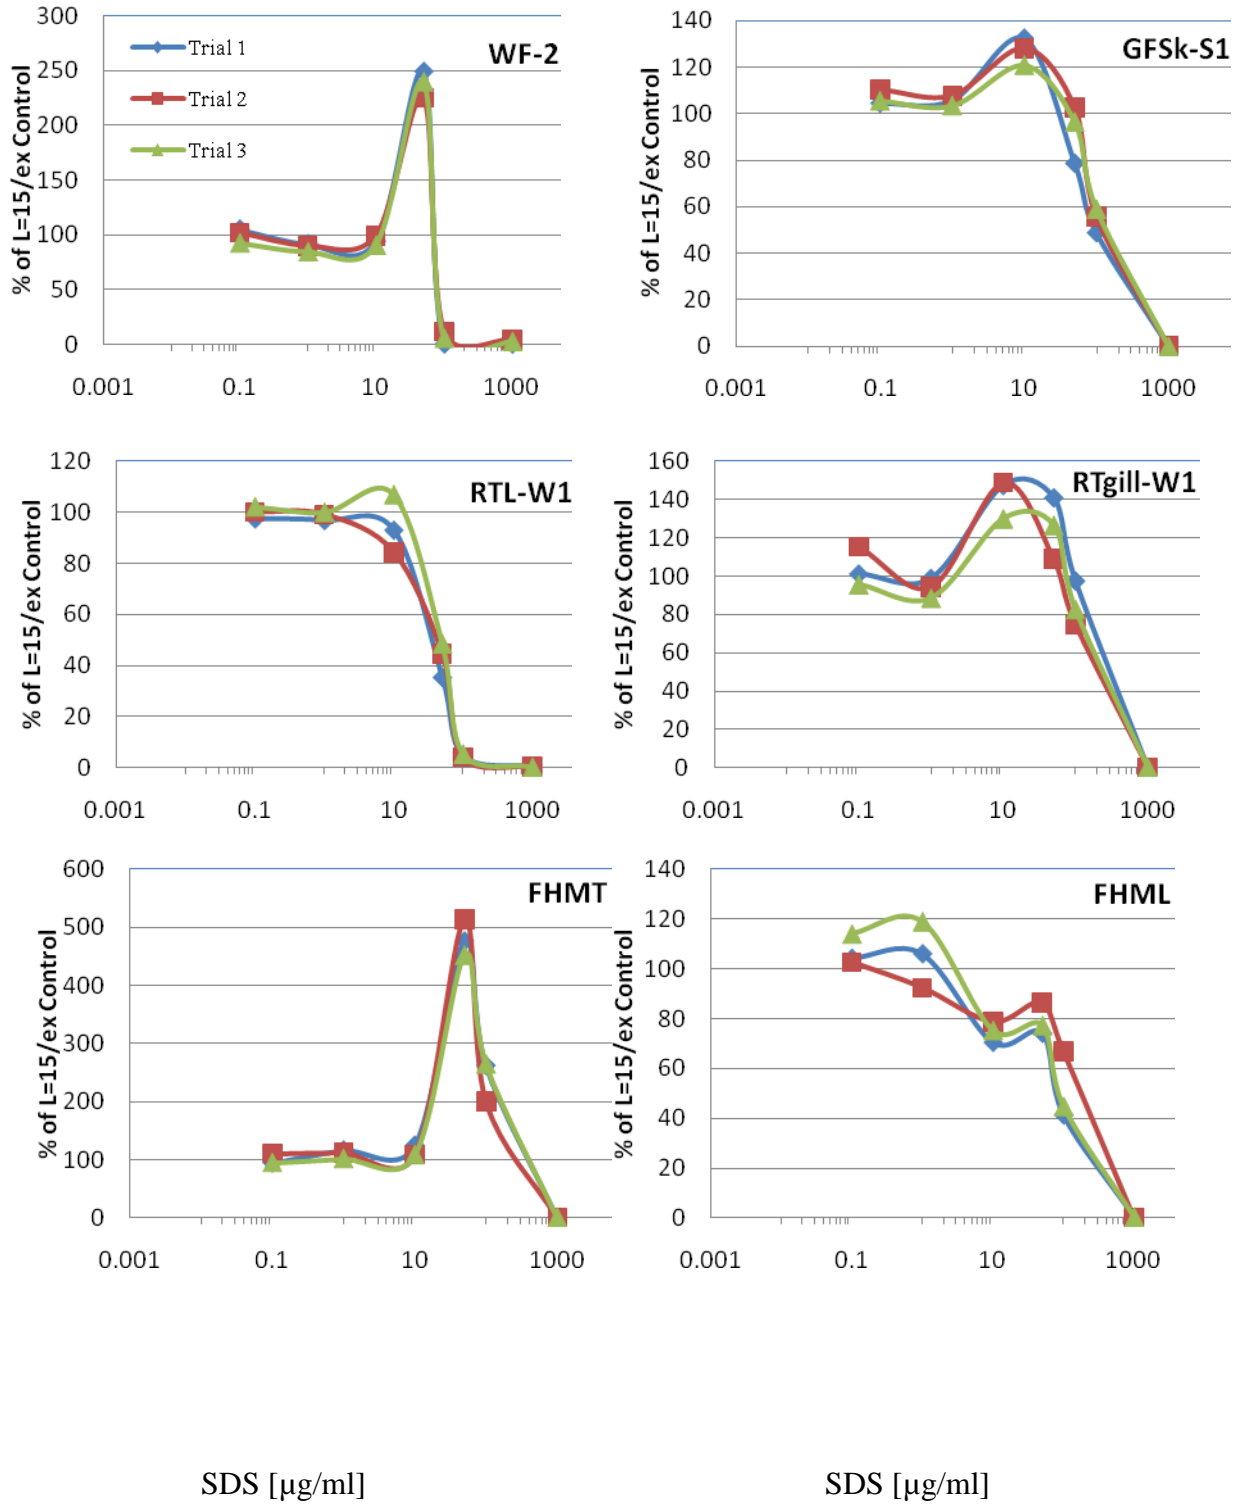 WF-2
% of L=15/ex Control
300
250
200
150
100
50
0
Trial 1
Trial 2
Trial 3
0.001 0.1 10 1000
GFSk-S1
% of L=15/ex Control
140
120
100
80
60
40
20
0
0.001 0.1 10 1000
RTL-W1
% of L=15/ex Control
120
100
80
60
40
20
0
0.001 0.1 10 1000
RTgill-W1
% of L=15/ex Control
160
140
120
100
80
60
40
20
0
0.001 0.1 10 1000
FHMT
% of L=15/ex Control
600
500
400
300
200
100
0
0.001 0.1 10 1000
FHML
% of L=15/ex Control
140
120
100
80
60
40
20
0
0.001 0.1 10 1000
SDS [µg/ml]
SDS [µg/ml]